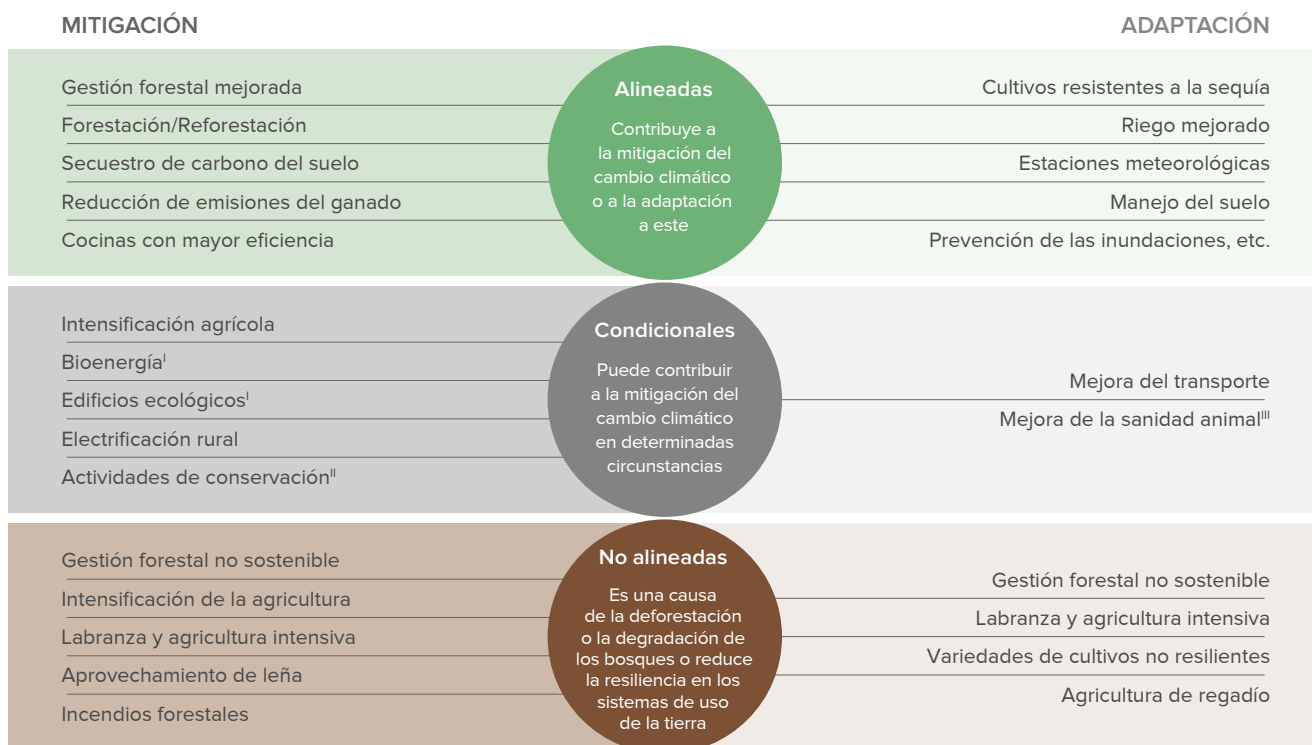 MITIGACIÓN
ADAPTACIÓN
Gestión forestal mejorada
Forestación/Reforestación
Secuestro de carbono del suelo
Reducción de emisiones del ganado
Cocinas con mayor eficiencia
Alineadas
Contribuye a
la mitigación del
cambio climático
o a la adaptación
a este
Cultivos resistentes a la sequía
Riego mejorado
Estaciones meteorológicas
Manejo del suelo
Prevención de las inundaciones, etc.
Intensificación agrícola
Bioenergíaᴵ
Edificios ecológicosᴵ
Electrificación rural
Actividades de conservaciónᴵᴵ
Condicionales
Puede contribuir
a la mitigación del
cambio climático
en determinadas
circunstancias
Mejora del transporte
Mejora de la sanidad animalᴵᴵᴵ
Gestión forestal no sostenible
Intensificación de la agricultura
Labranza y agricultura intensiva
Aprovechamiento de leña
Incendios forestales
No alineadas
Es una causa
de la deforestación
o la degradación de
los bosques o reduce
la resiliencia en los
sistemas de uso
de la tierra
Gestión forestal no sostenible
Labranza y agricultura intensiva
Variedades de cultivos no resilientes
Agricultura de regadío